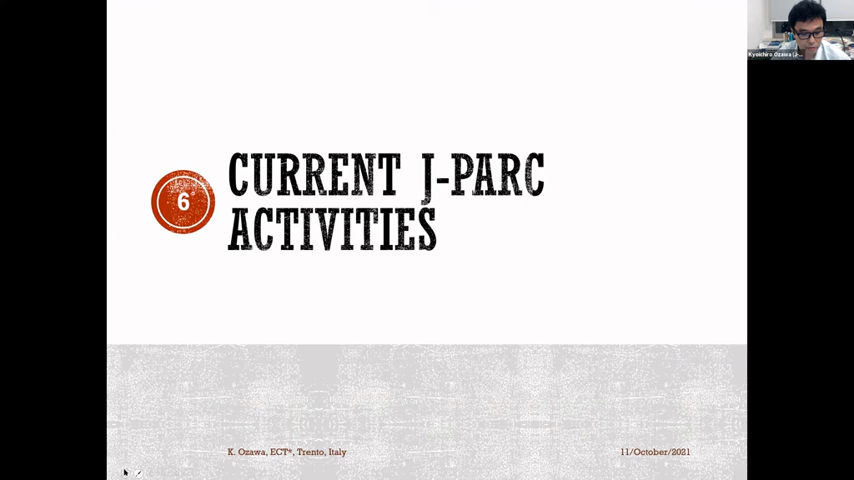 Kyoichiro Ozawa (J-...
6
CURRENT J-PARC
ACTIVITIES
K. Ozawa, ECT*, Trento, Italy
11/October/2021